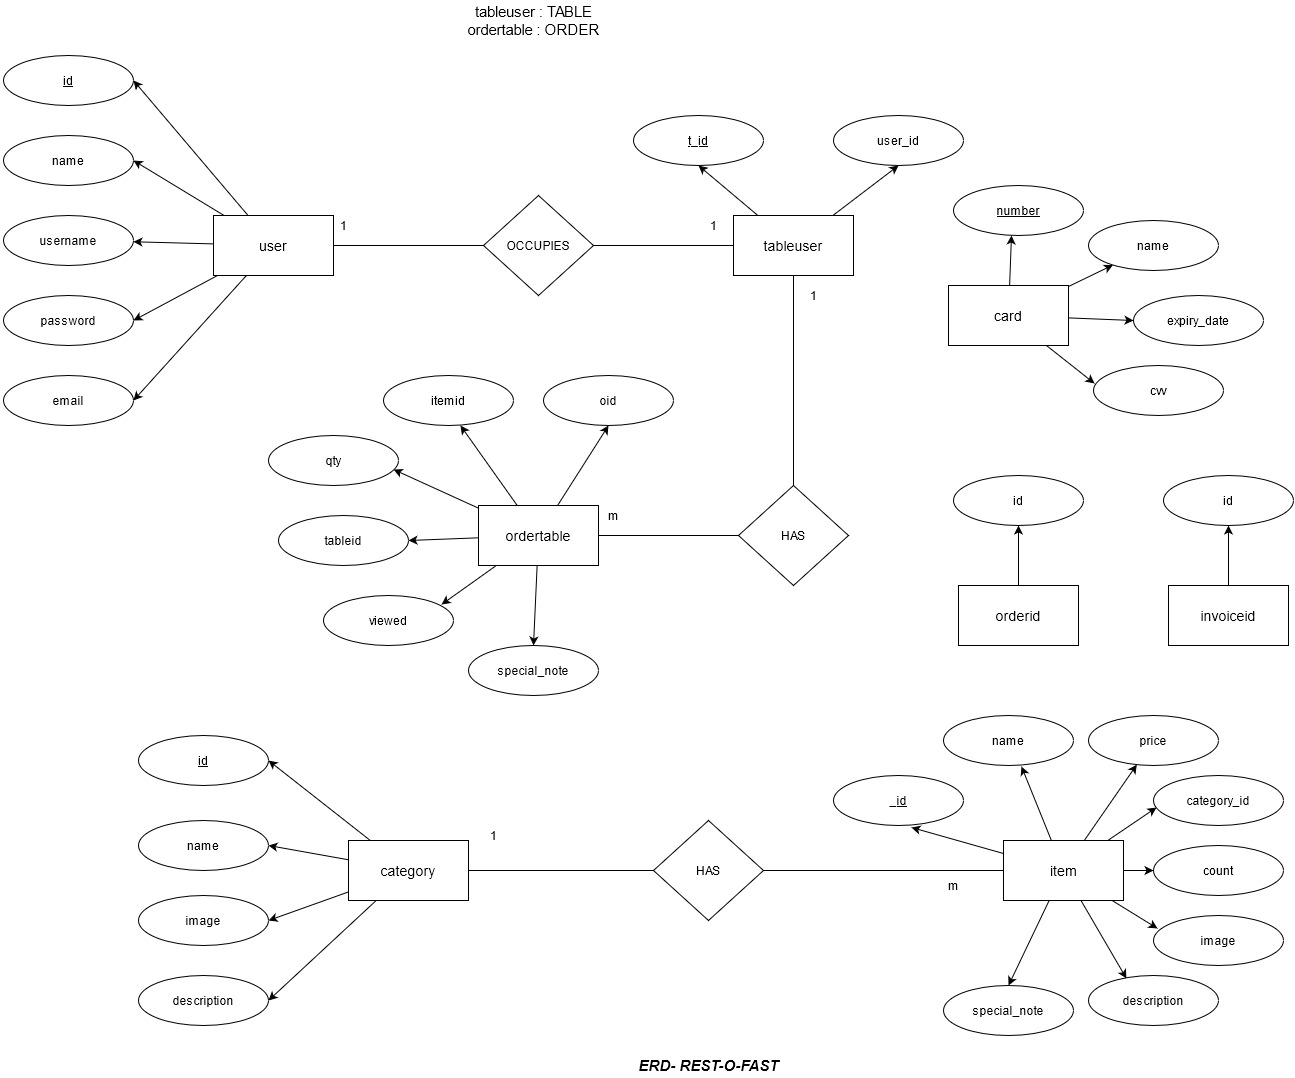 tableuser : TABLE
ordertable : ORDER
id
name
username
password
email
user
1
OCCUPIES
1
t_id
user_id
tableuser
1
number
name
card
expiry_date
cvv
itemid
oid
qty
tableid
ordertable
m
HAS
viewed
special_note
id
id
orderid
invoiceid
id
name
image
description
category
1
HAS
m
_id
name
price
category_id
item
count
image
description
special_note
ERD- REST-O-FAST